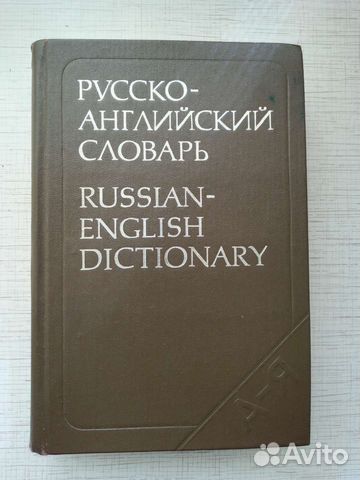 РУССКО-
АНГЛИЙСКИЙ
СЛОВАРЬ
RUSSIAN-
ENGLISH
DICTIONARY
А-Я
Avito